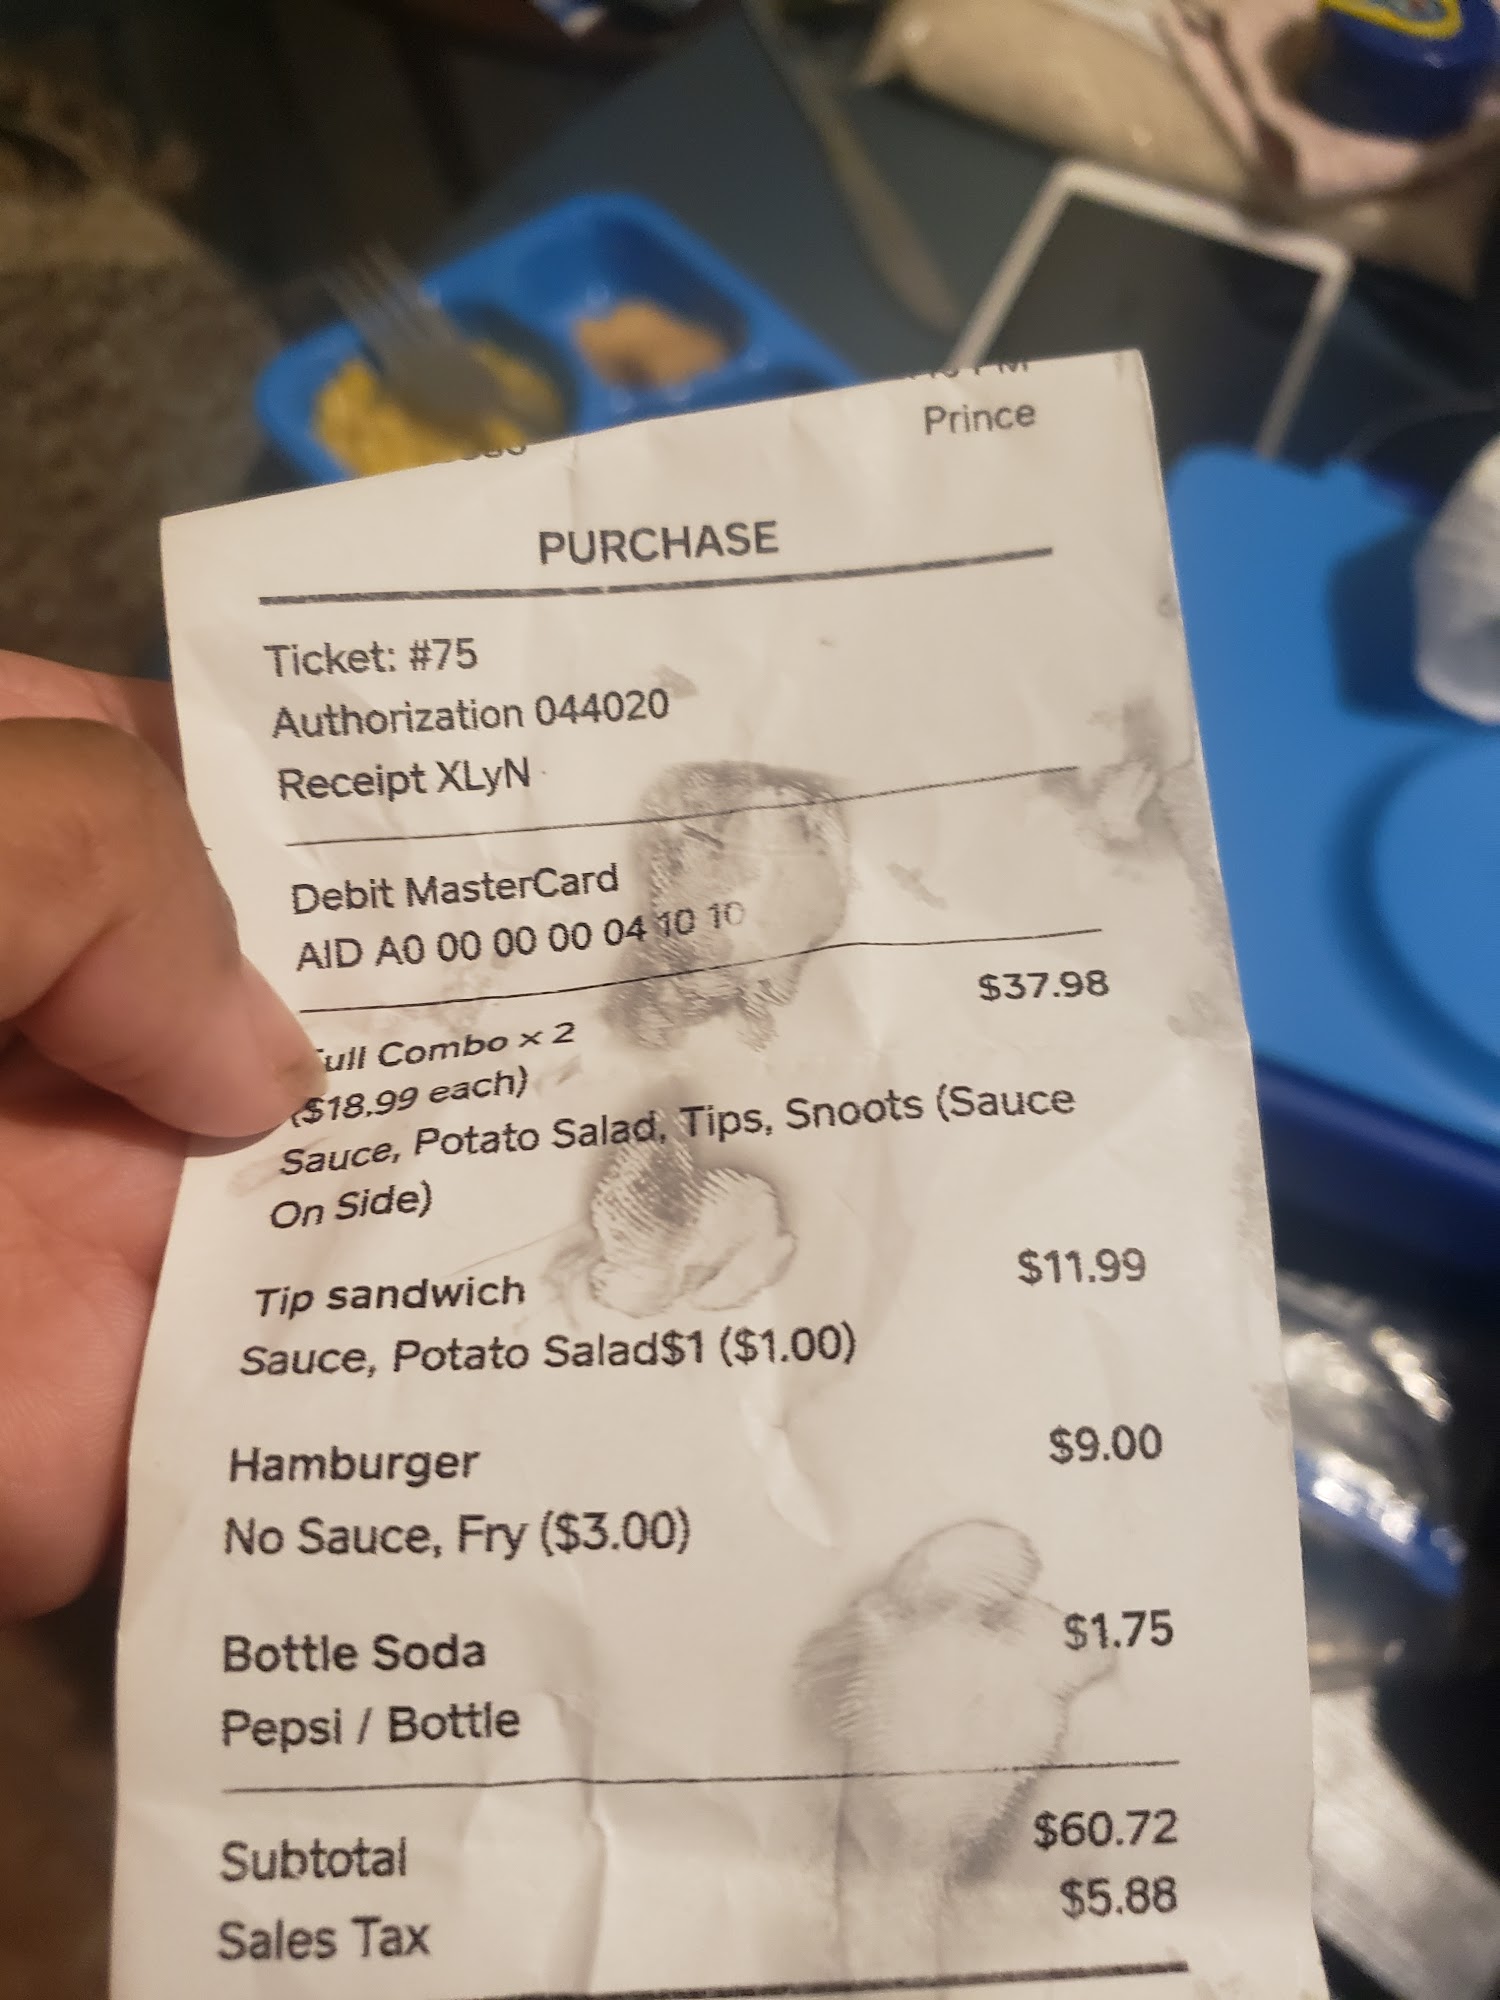 PM
Prince
PURCHASE
Ticket: #75
Authorization 044020
Receipt XLyN
Debit MasterCard
AID A0 00 00 00 04 10 10
$37.98
ull Combo × 2
($18.99 each)
Sauce, Potato Salad, Tips, Snoots (Sauce
On Side)
Tip sandwich $11.99
Sauce, Potato Salad$1 ($1.00)
Hamburger $9.00
No Sauce, Fry ($3.00)
Bottle Soda $1.75
Pepsi / Bottle
Subtotal $60.72
Sales Tax $5.88